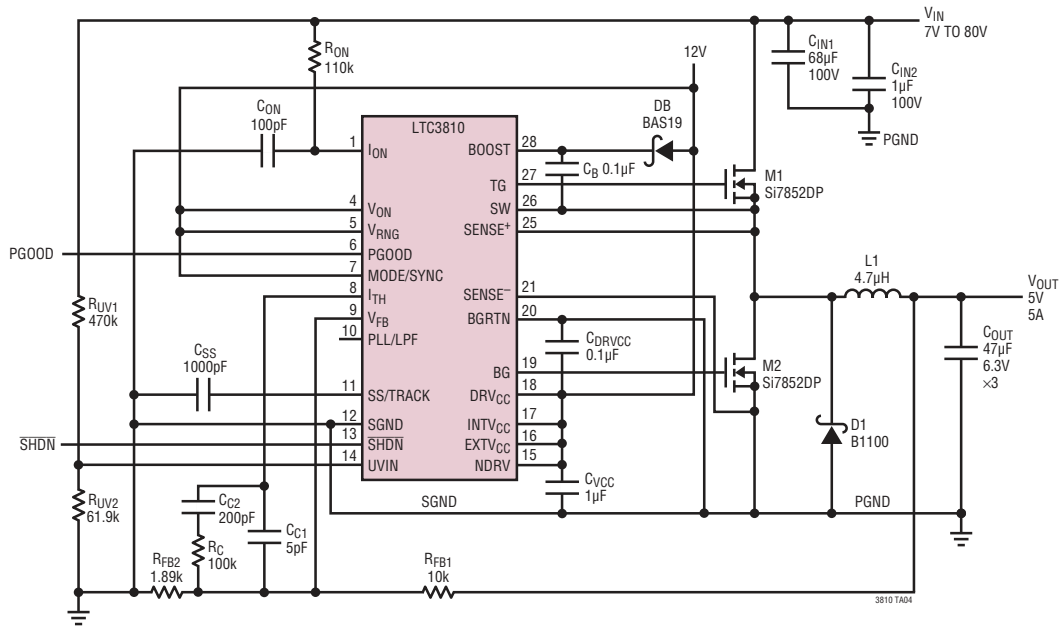 VIN
7V TO 80V
RON
110k
12V
CIN1
68µF
100V
CIN2
1µF
100V
PGND
CON
100pF
DB
BAS19
LTC3810
1
ION
BOOST
28
CB 0.1µF
TG
27
M1
Si7852DP
4
VON
SW
26
5
VRNG
SENSE+
25
PGOOD
6
PGOOD
7
MODE/SYNC
L1
4.7µH
VOUT
5V
5A
8
ITH
SENSE–
21
9
VFB
BGRTN
20
10
PLL/LPF
RUV1
470k
CDRVCC
0.1µF
COUT
47µF
6.3V
×3
CSS
1000pF
BG
19
M2
Si7852DP
11
SS/TRACK
DRVCC
18
12
SGND
INTVCC
17
D1
B1100
SHDN
13
SHDN
EXTVCC
16
14
UVIN
NDRV
15
RUV2
61.9k
CC2
200pF
SGND
CVCC
1µF
PGND
CC1
5pF
RC
100k
RFB2
1.89k
RFB1
10k
3810 TA04